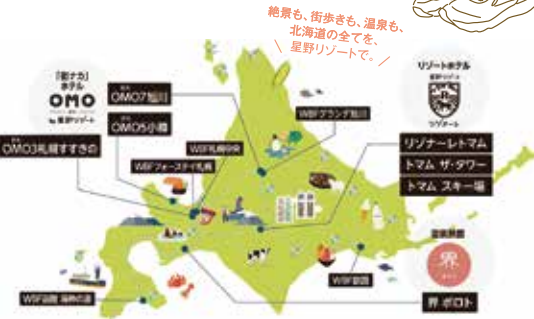 絶景も、街歩きも、温泉も、
北海道の全てを、
星野リゾートで。
「街ナカ」
ホテル
OMO
by 星野リゾート
OMO7旭川
OMO5小樽
OMO3札幌すすきの
WBF札幌中央
WBFフォーステイ札幌
WBFグランデ旭川
リゾートホテル
星野リゾート
リゾナーレ
リゾナーレトマム
トマム ザ・タワー
トマム スキー場
温泉旅館
界
界 ポロト
WBF釧路
WBF函館 海神の湯